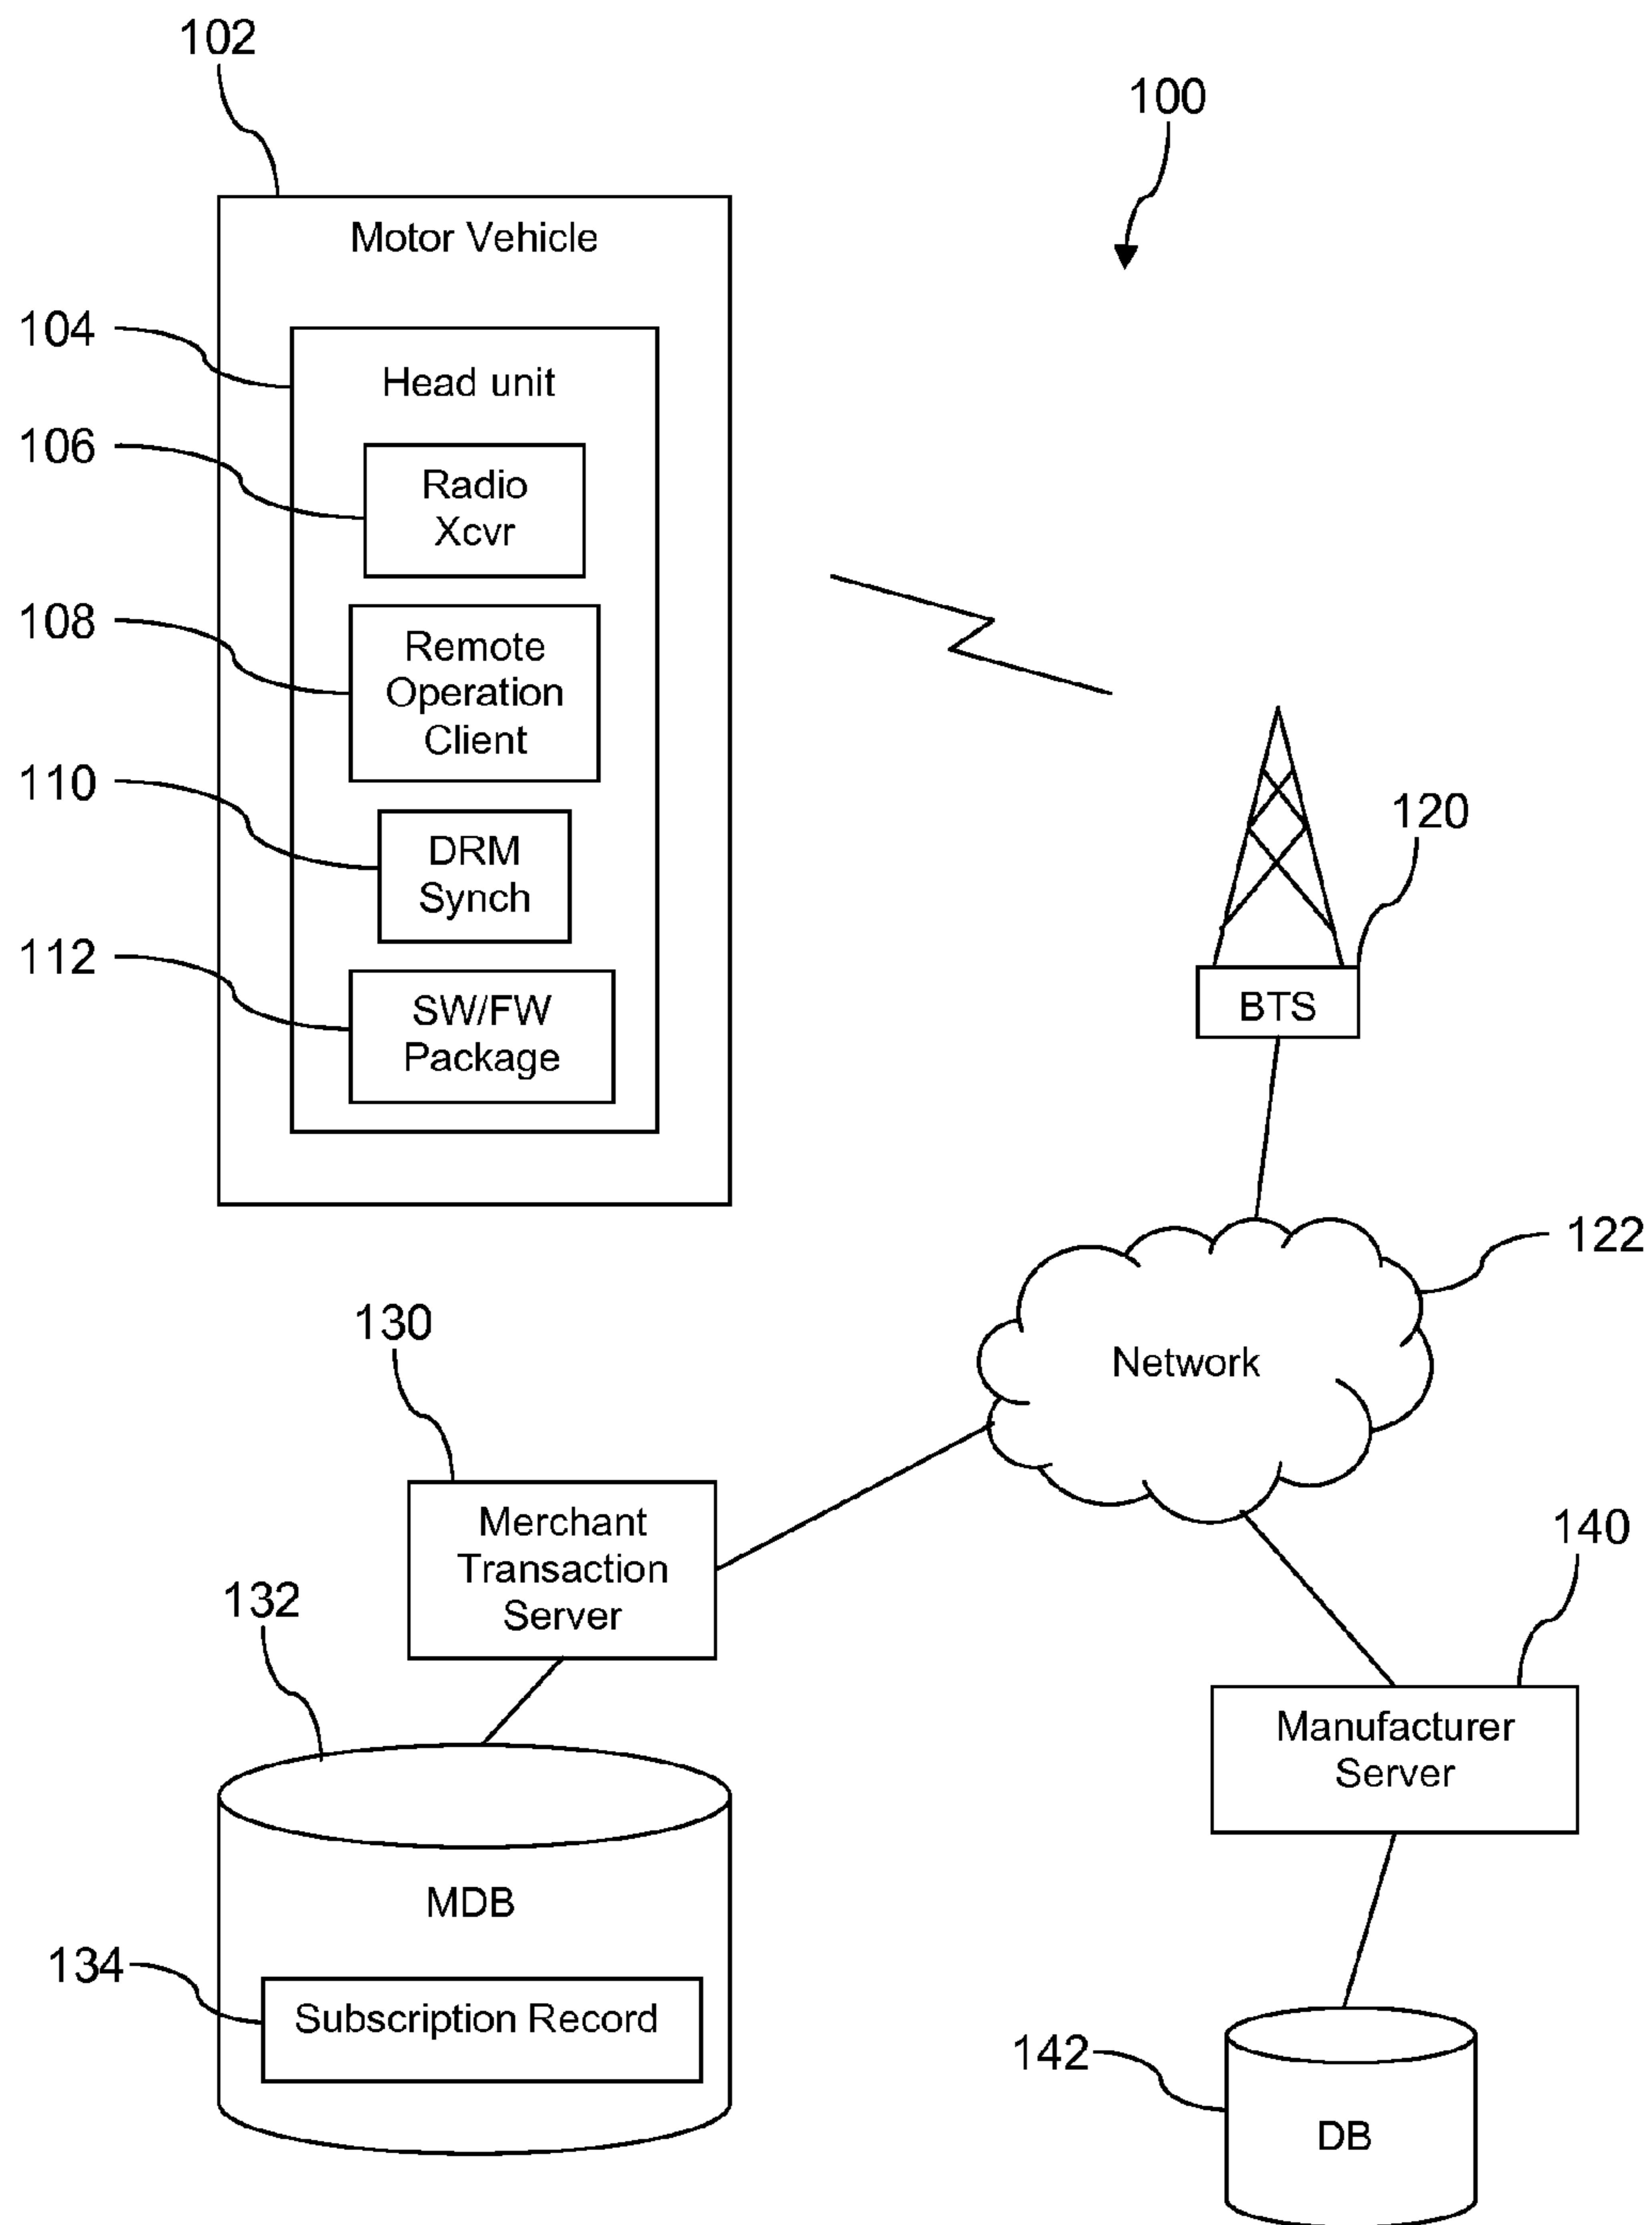 102
100
Motor Vehicle
104
Head unit
106
Radio
Xcvr
108
Remote
Operation
Client
110
DRM
Synch
120
112
SW/FW
Package
BTS
122
130
Network
Merchant
Transaction
Server
140
132
Manufacturer
Server
MDB
134
Subscription Record
142
DB